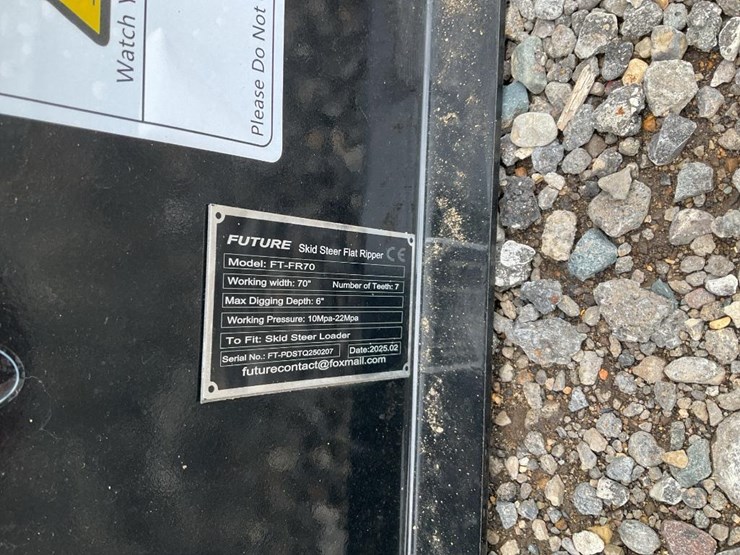 Watch
Please Do Not
FUTURE Skid Steer Flat Ripper CE
Model: FT-FR70
Working width: 70" Number of Teeth: 7
Max Digging Depth: 6"
Working Pressure: 10Mpa-22Mpa
To Fit: Skid Steer Loader
Serial No.: FT-PDSTQ250207 Date:2025.02
futurecontact@foxmail.com